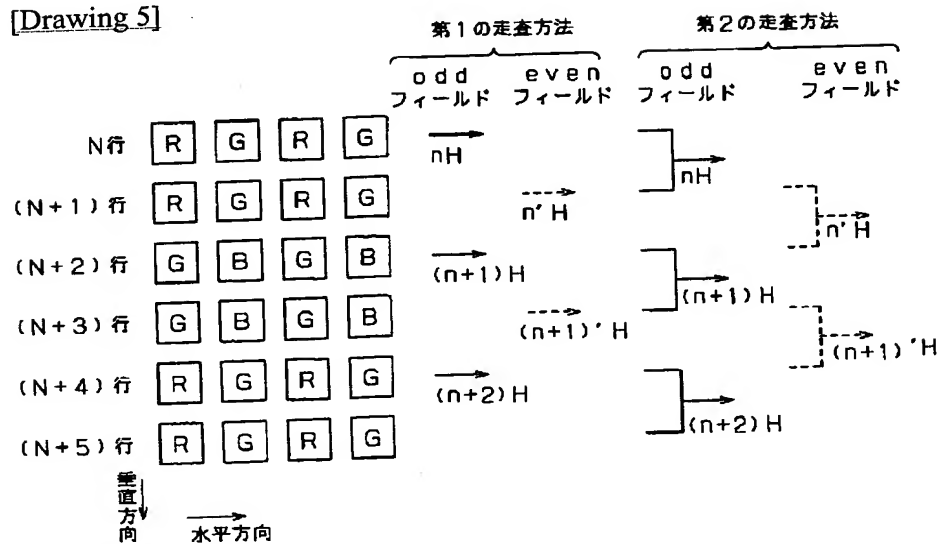 [Drawing 5]
第1の走査方法 第2の走査方法
odd even odd even
フィールド フィールド フィールド フィールド
N行 R G R G nH nH
(N+1)行 R G R G n'H n'H
(N+2)行 G B G B (n+1)H (n+1)H
(N+3)行 G B G B (n+1)'H (n+1)'H
(N+4)行 R G R G (n+2)H (n+2)H
(N+5)行 R G R G
垂直方向
水平方向